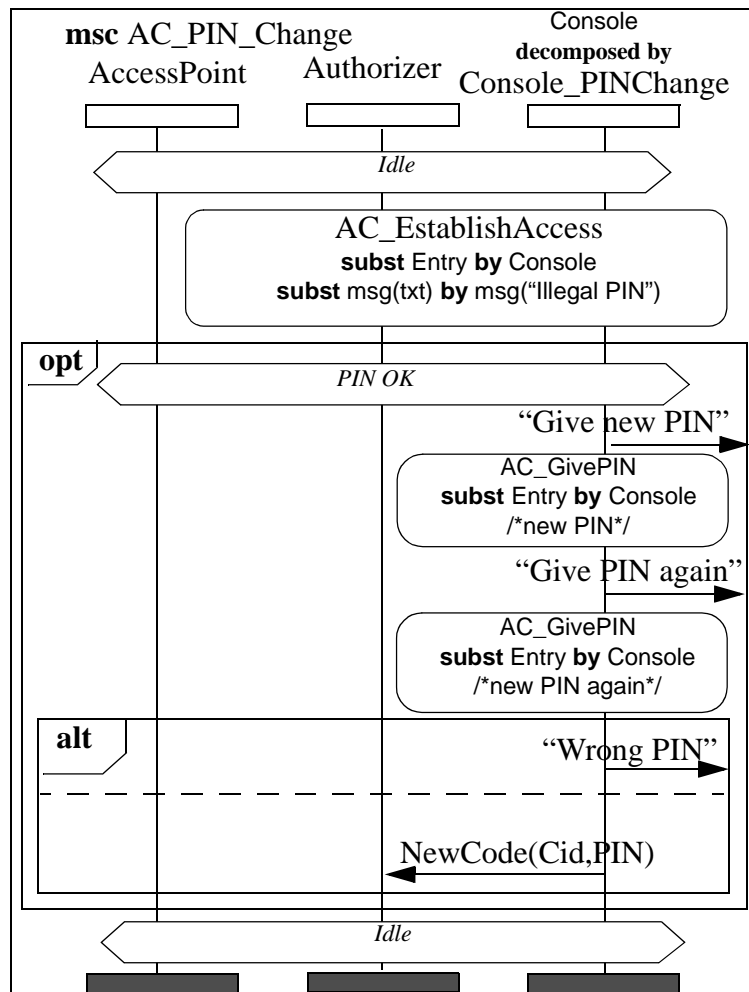 msc AC_PIN_Change
AccessPoint
Authorizer
Console
decomposed by
Console_PINChange
Idle
AC_EstablishAccess
subst Entry by Console
subst msg(txt) by msg(“Illegal PIN”)
opt
PIN OK
“Give new PIN”
AC_GivePIN
subst Entry by Console
/*new PIN*/
“Give PIN again”
AC_GivePIN
subst Entry by Console
/*new PIN again*/
alt
“Wrong PIN”
NewCode(Cid,PIN)
Idle